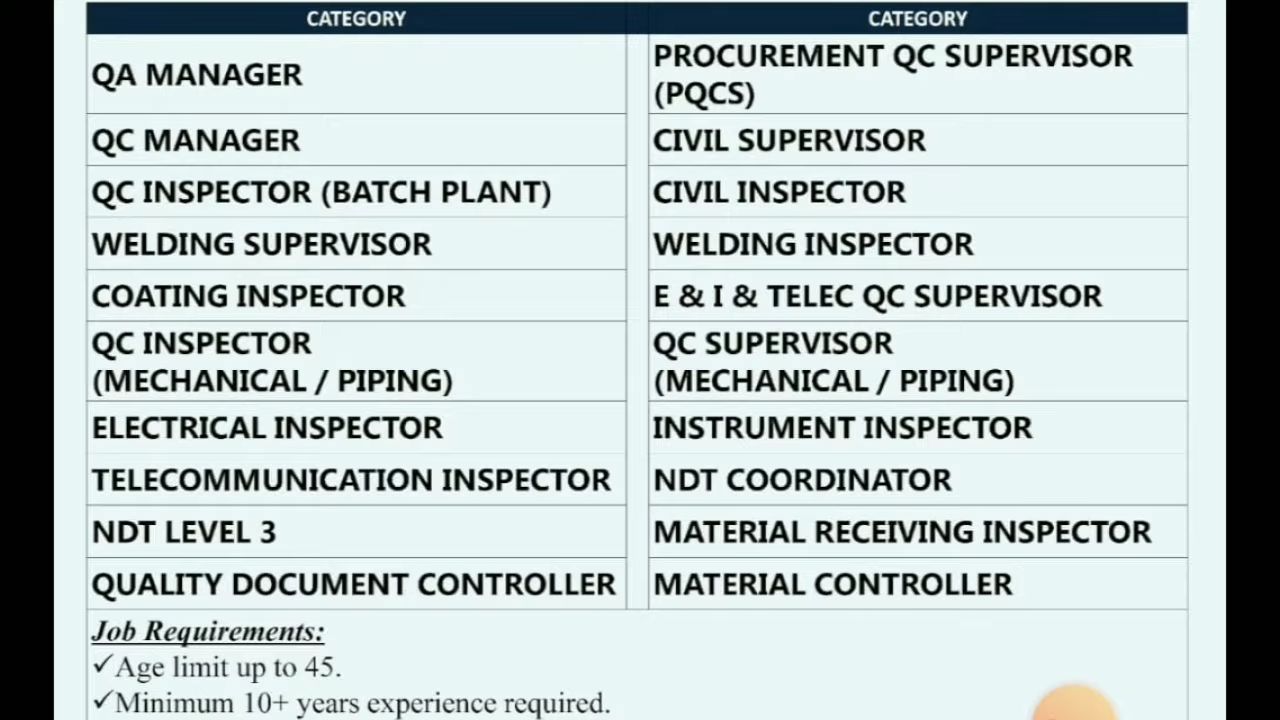 CATEGORY CATEGORY
QA MANAGER
PROCUREMENT QC SUPERVISOR
(PQCS)
QC MANAGER
CIVIL SUPERVISOR
QC INSPECTOR (BATCH PLANT)
CIVIL INSPECTOR
WELDING SUPERVISOR
WELDING INSPECTOR
COATING INSPECTOR
E & I & TELEC QC SUPERVISOR
QC INSPECTOR
(MECHANICAL / PIPING)
QC SUPERVISOR
(MECHANICAL / PIPING)
ELECTRICAL INSPECTOR
INSTRUMENT INSPECTOR
TELECOMMUNICATION INSPECTOR
NDT COORDINATOR
NDT LEVEL 3
MATERIAL RECEIVING INSPECTOR
QUALITY DOCUMENT CONTROLLER
MATERIAL CONTROLLER
Job Requirements:
✓Age limit up to 45.
✓Minimum 10+ years experience required.